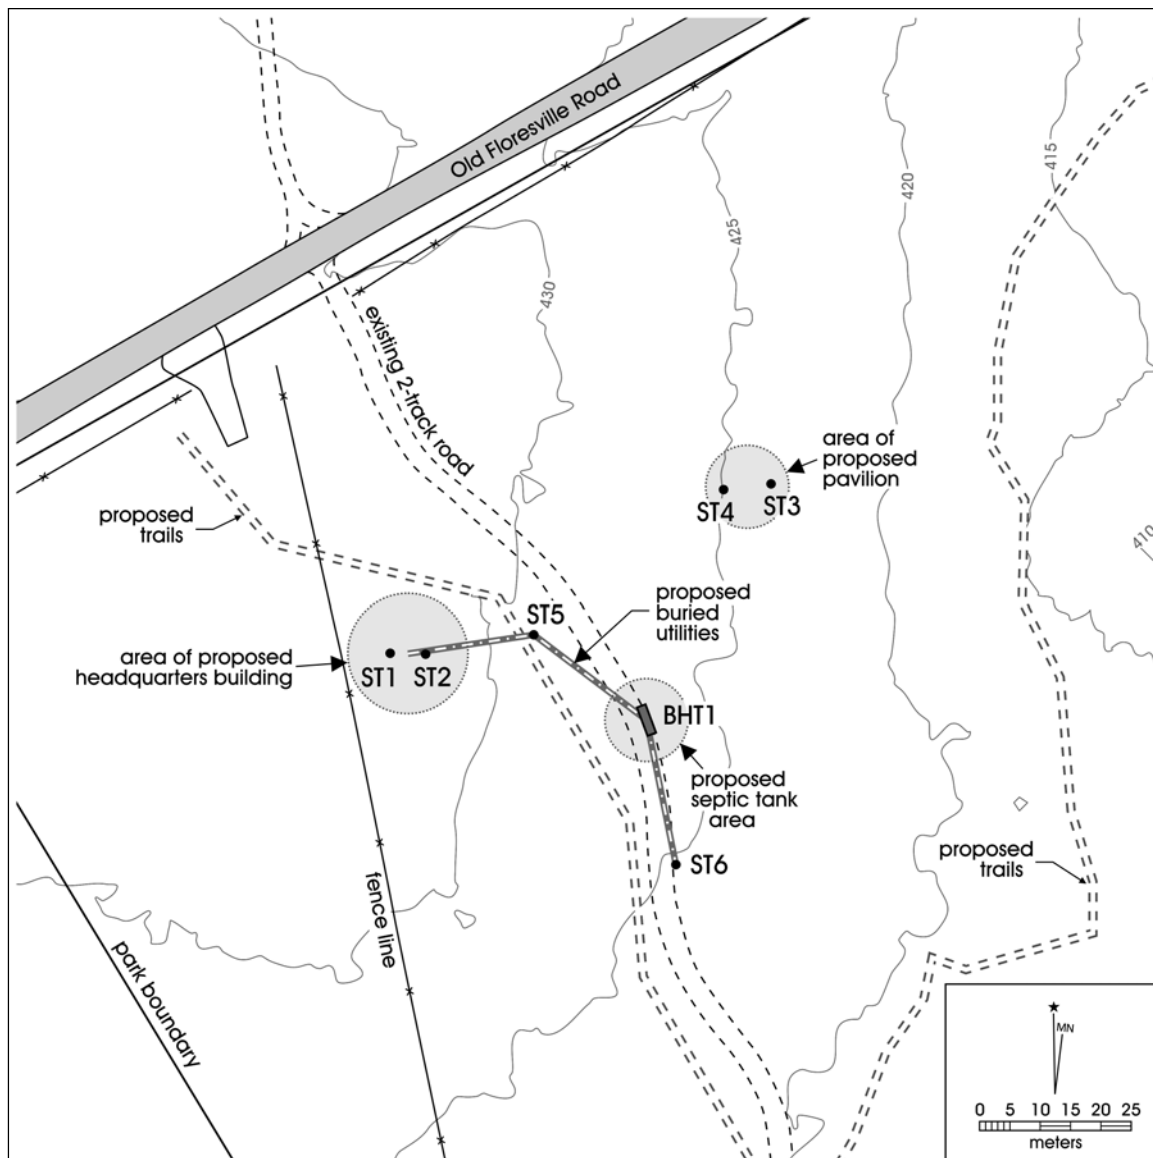 Old Floresville Road
415
420
425
430
existing 2-track road
area of
proposed
pavilion
ST4
ST3
proposed
trails
410
proposed
buried
utilities
ST5
area of proposed
headquarters building
ST1
ST2
BHT1
proposed
septic tank
area
ST6
proposed
trails
fence line
park boundary
MN
0 5 10 15 20 25
meters